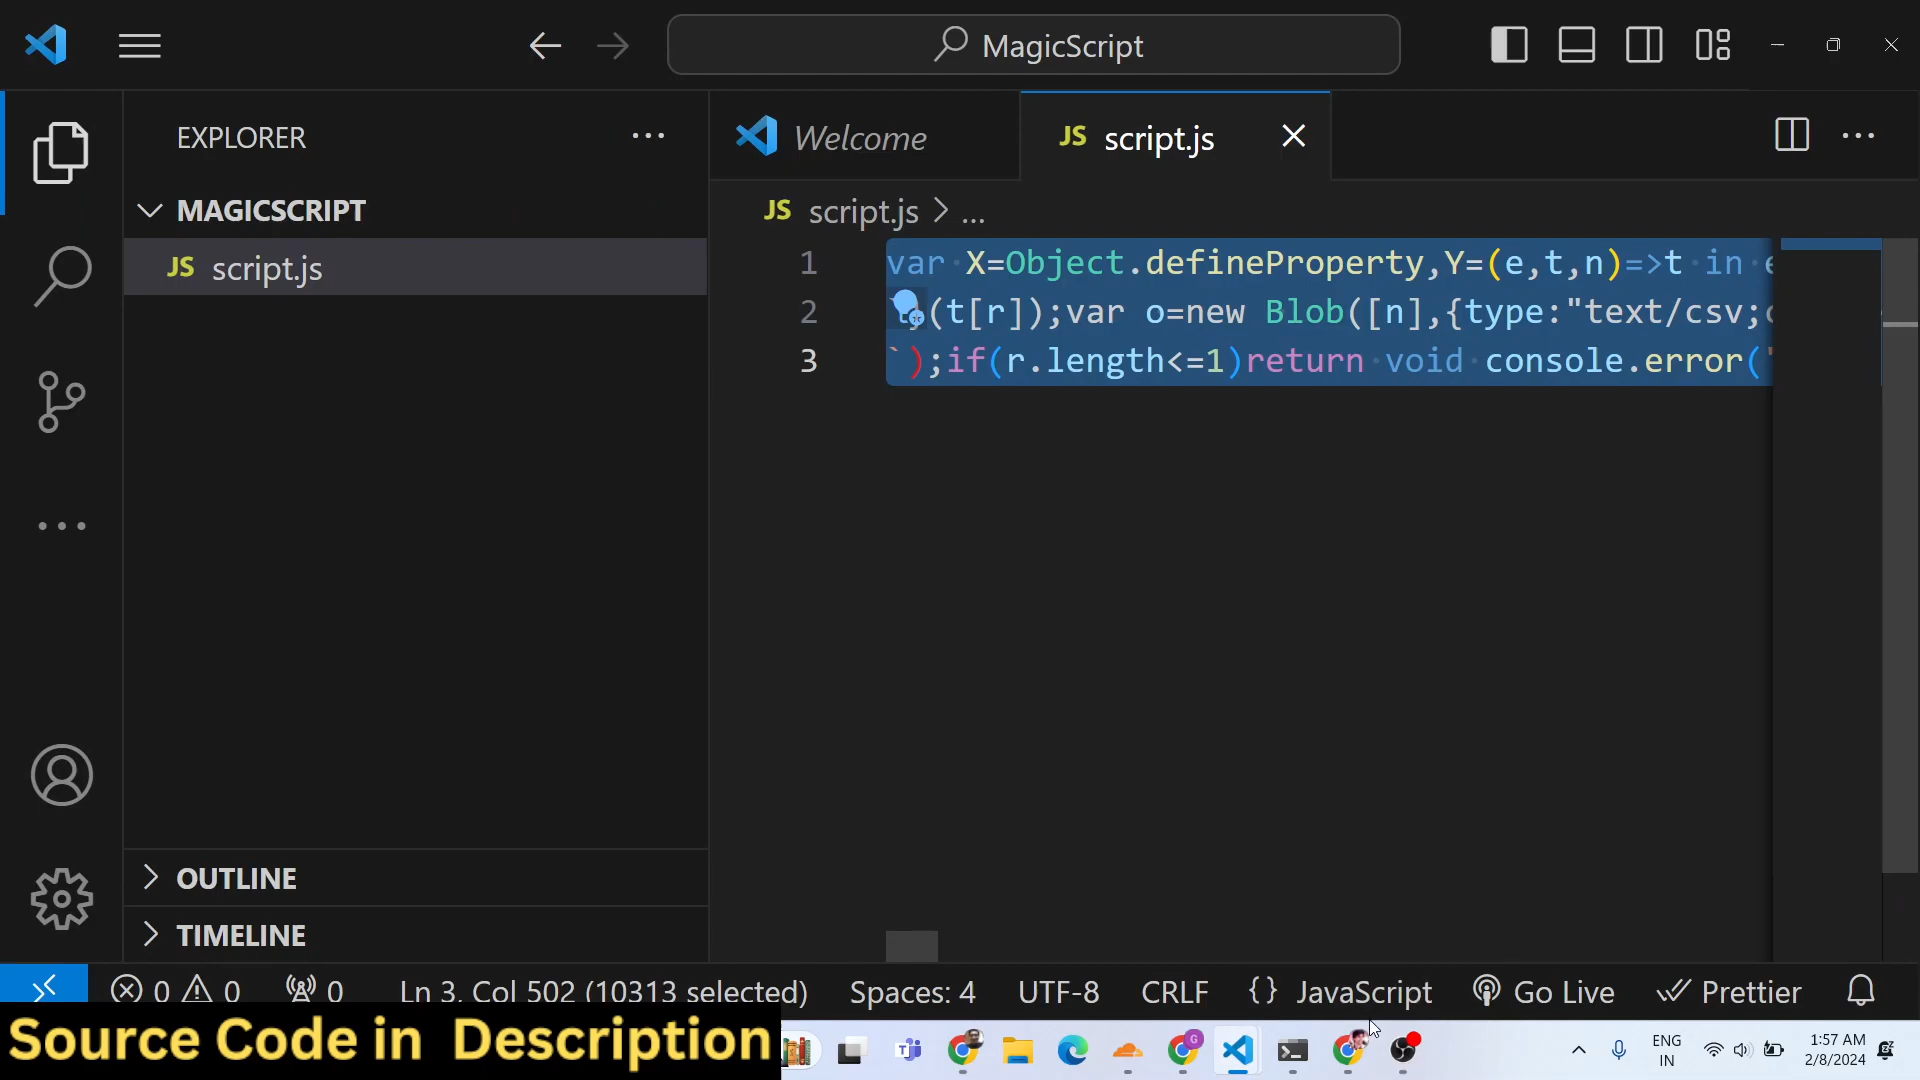 MagicScript
EXPLORER
Welcome
JS script.js
MAGICSCRIPT
JS script.js > ...
JS script.js
1 var X=Object.defineProperty,Y=(e,t,n)=>t in
2 (t[r]);var o=new Blob([n],{type:"text/csv;
3 `);if(r.length<=1)return void console.error(
OUTLINE
TIMELINE
0 0 0 Ln 3, Col 502 (10313 selected) Spaces: 4 UTF-8 CRLF {} JavaScript Go Live Prettier
Source Code in Description
ENG
IN
1:57 AM
2/8/2024